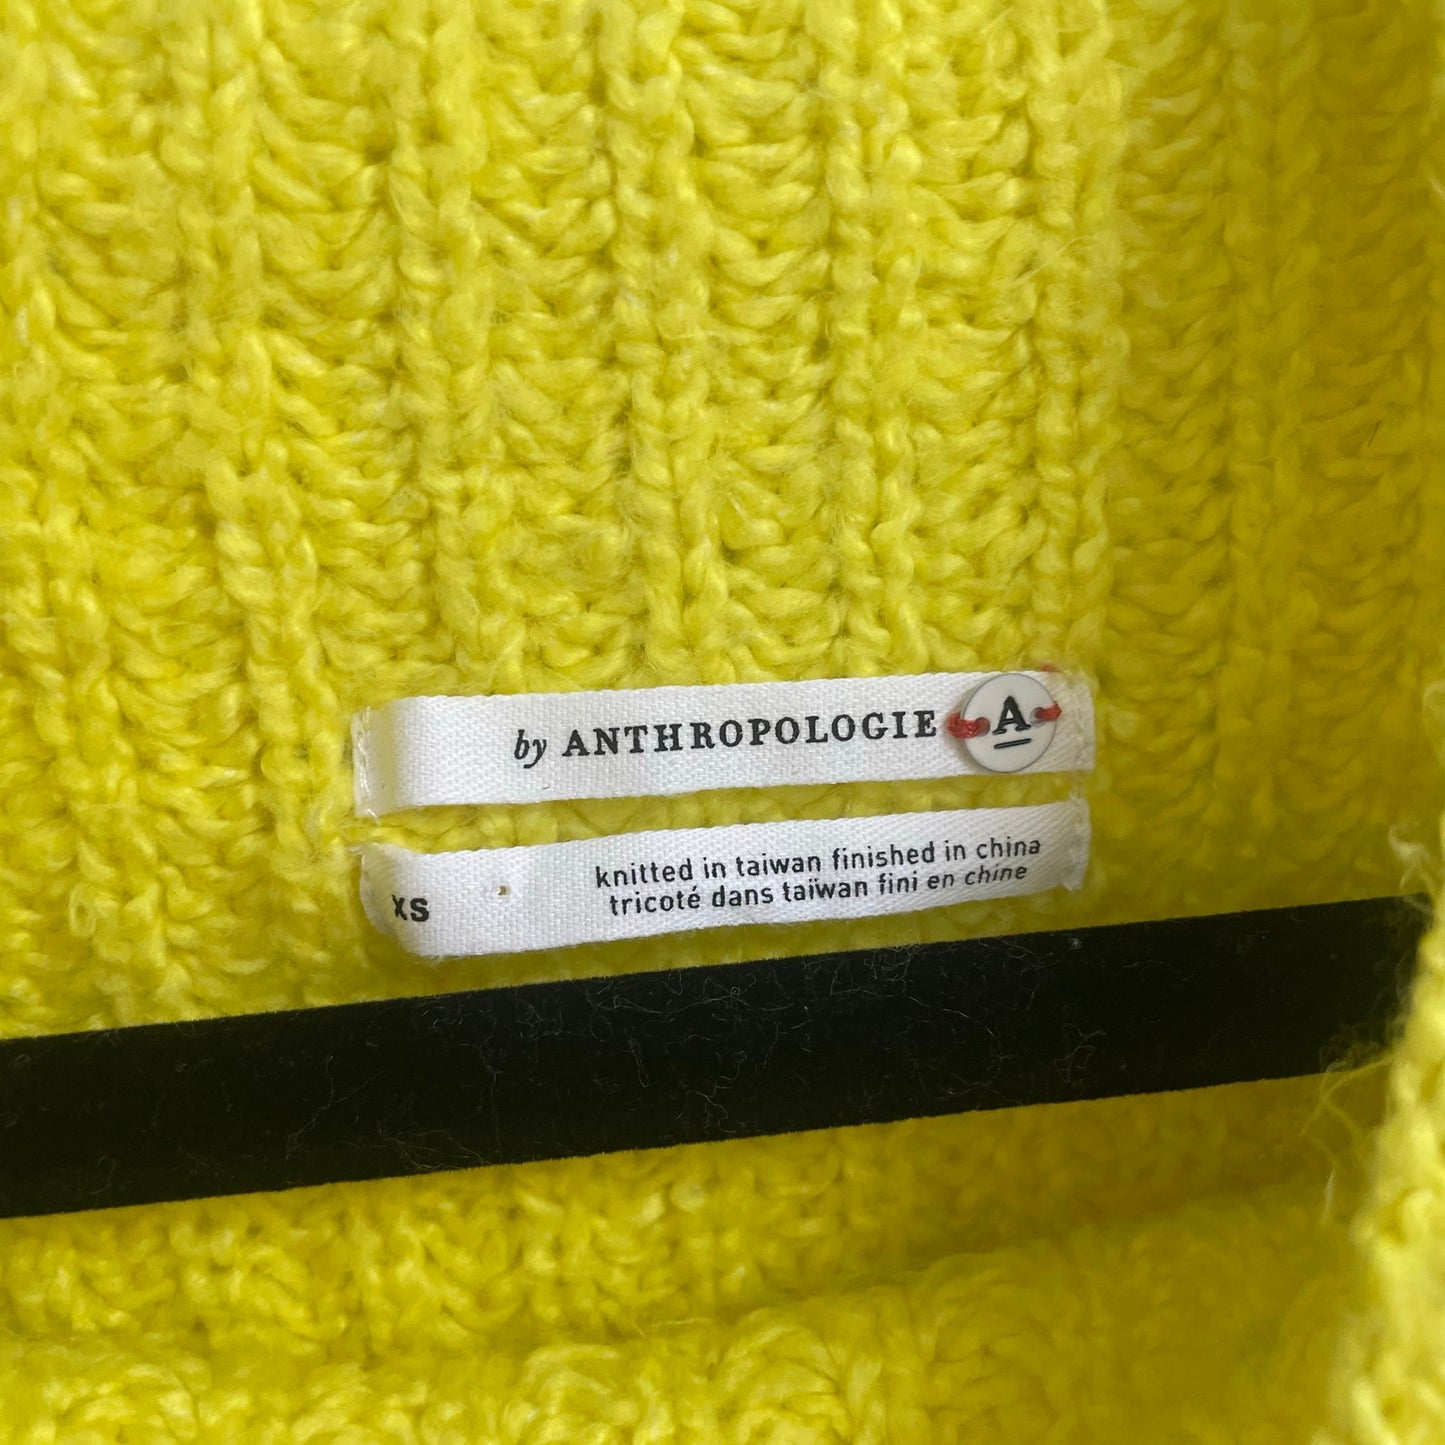 by ANTHROPOLOGIE A
XS
knitted in taiwan finished in china
tricoté dans taïwan fini en chine